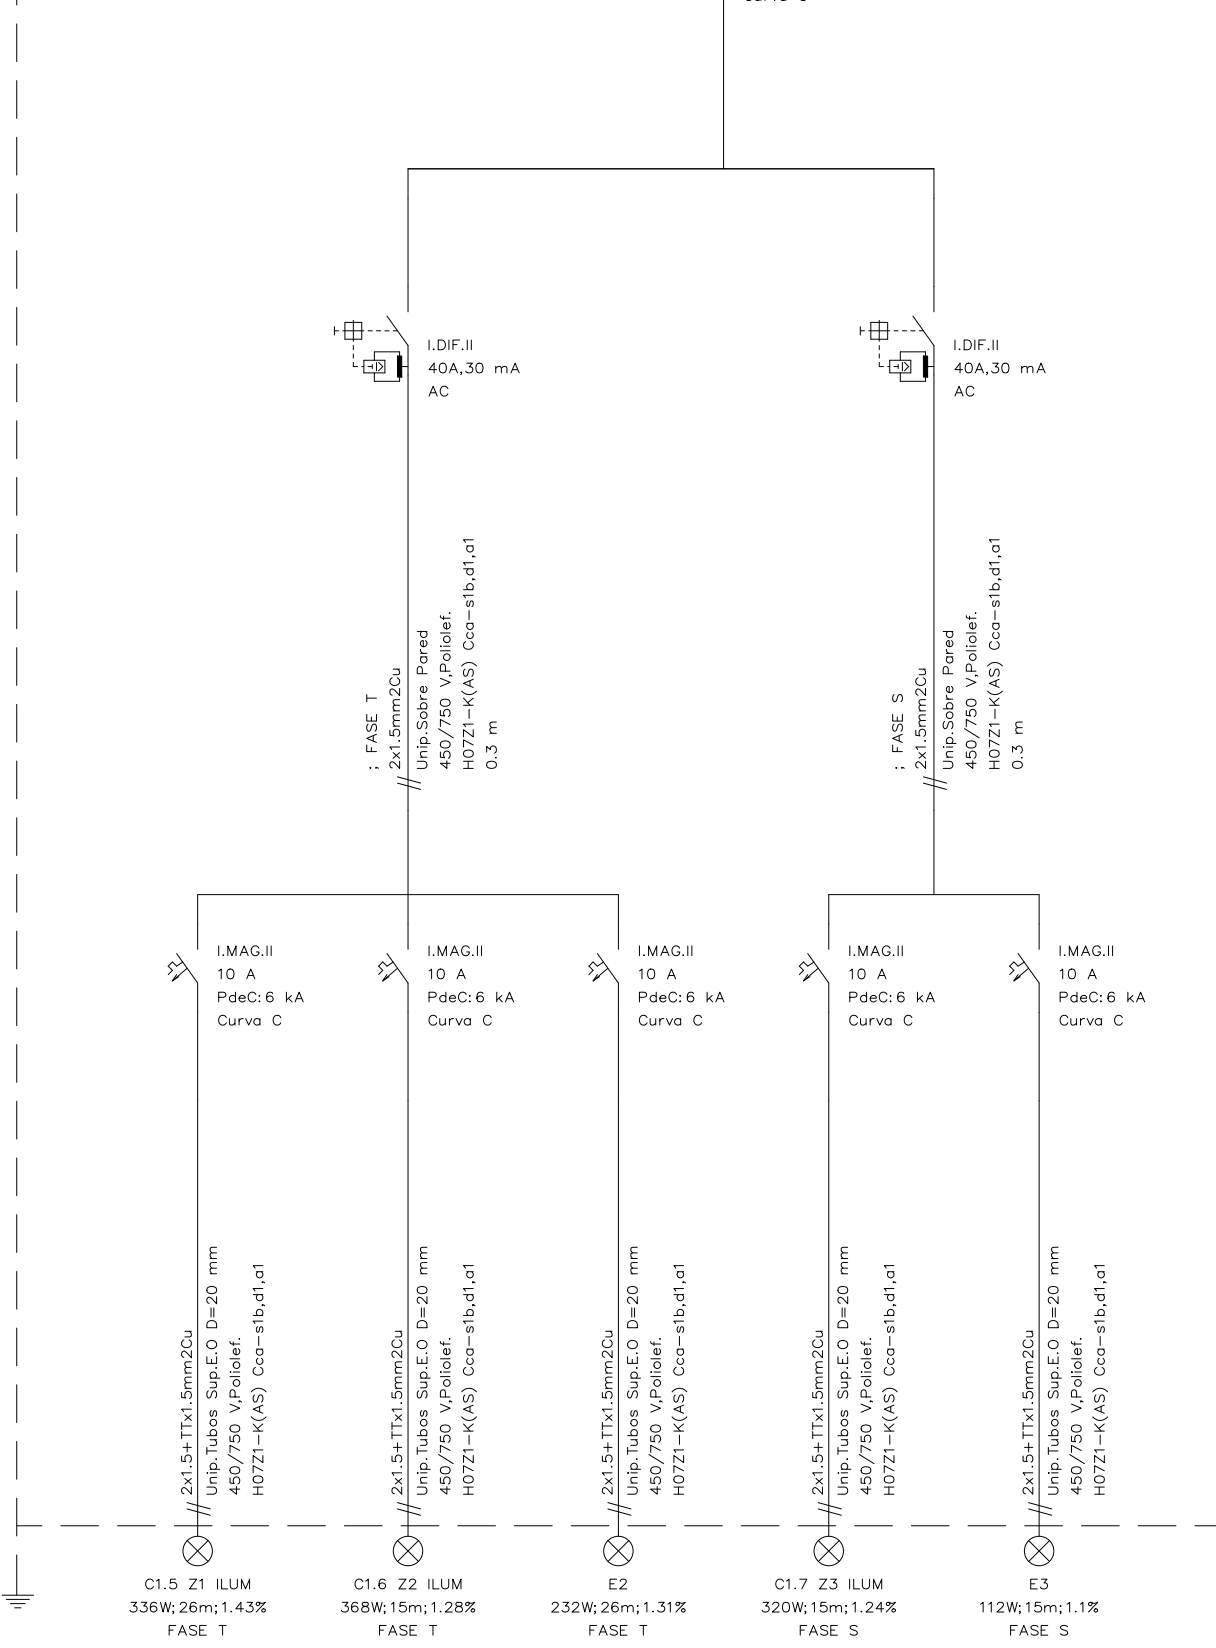 I.DIF.II
40A,30 mA
AC
I.DIF.II
40A,30 mA
AC
; FASE T
2x1.5mm2Cu
Unip.Sobre Pared
450/750 V,Poliolef.
H07Z1-K(AS) Cca-s1b,d1,a1
0.3 m
; FASE S
2x1.5mm2Cu
Unip.Sobre Pared
450/750 V,Poliolef.
H07Z1-K(AS) Cca-s1b,d1,a1
0.3 m
I.MAG.II
10 A
PdeC:6 kA
Curva C
I.MAG.II
10 A
PdeC:6 kA
Curva C
I.MAG.II
10 A
PdeC:6 kA
Curva C
I.MAG.II
10 A
PdeC:6 kA
Curva C
I.MAG.II
10 A
PdeC:6 kA
Curva C
2x1.5+TTx1.5mm2Cu
Unip.Tubos Sup.E.O D=20 mm
450/750 V,Poliolef.
H07Z1-K(AS) Cca-s1b,d1,a1
2x1.5+TTx1.5mm2Cu
Unip.Tubos Sup.E.O D=20 mm
450/750 V,Poliolef.
H07Z1-K(AS) Cca-s1b,d1,a1
2x1.5+TTx1.5mm2Cu
Unip.Tubos Sup.E.O D=20 mm
450/750 V,Poliolef.
H07Z1-K(AS) Cca-s1b,d1,a1
2x1.5+TTx1.5mm2Cu
Unip.Tubos Sup.E.O D=20 mm
450/750 V,Poliolef.
H07Z1-K(AS) Cca-s1b,d1,a1
2x1.5+TTx1.5mm2Cu
Unip.Tubos Sup.E.O D=20 mm
450/750 V,Poliolef.
H07Z1-K(AS) Cca-s1b,d1,a1
C1.5 Z1 ILUM
336W;26m;1.43%
FASE T
C1.6 Z2 ILUM
368W;15m;1.28%
FASE T
E2
232W;26m;1.31%
FASE T
C1.7 Z3 ILUM
320W;15m;1.24%
FASE S
E3
112W;15m;1.1%
FASE S